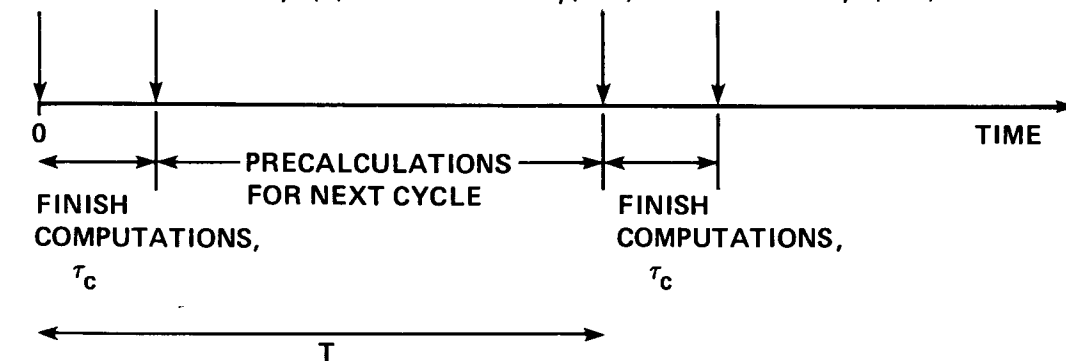 0
TIME
PRECALCULATIONS
FOR NEXT CYCLE
FINISH
COMPUTATIONS,
τc
FINISH
COMPUTATIONS,
τc
T